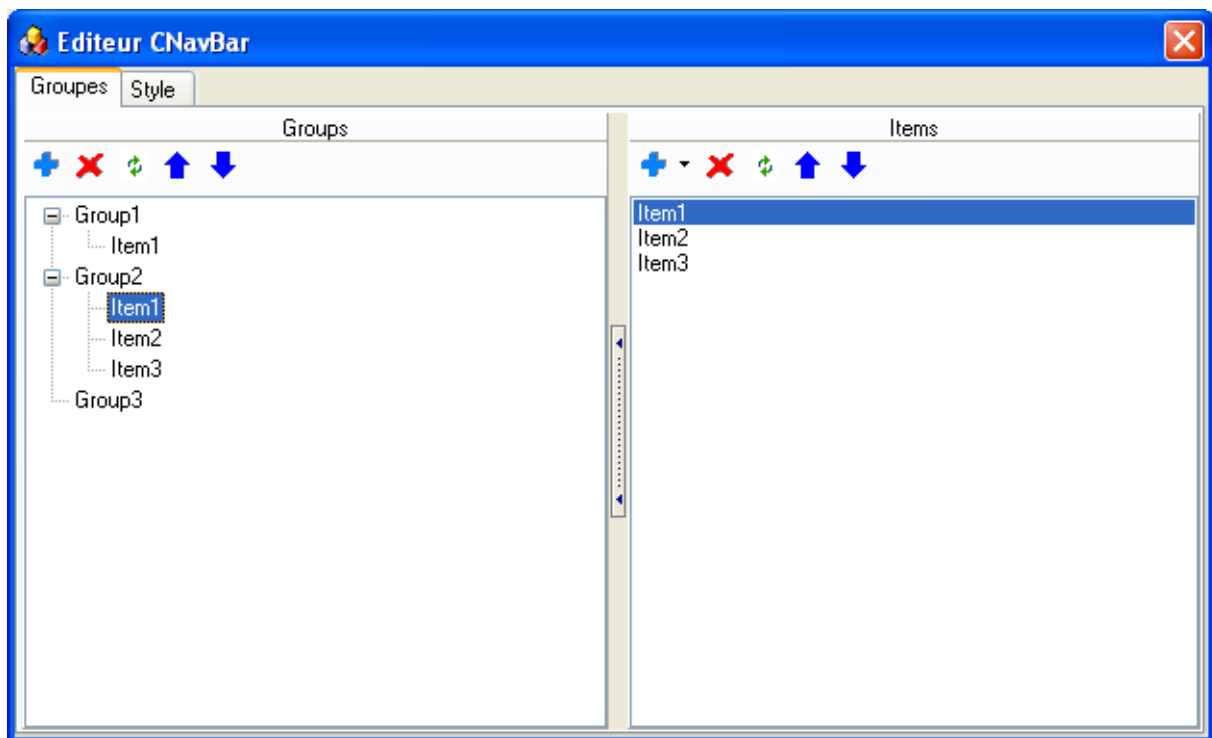 Editeur CNavBar
Groupes Style
Groups
Items
Group1
Item1
Group2
Item1
Item2
Item3
Group3
Item1
Item2
Item3